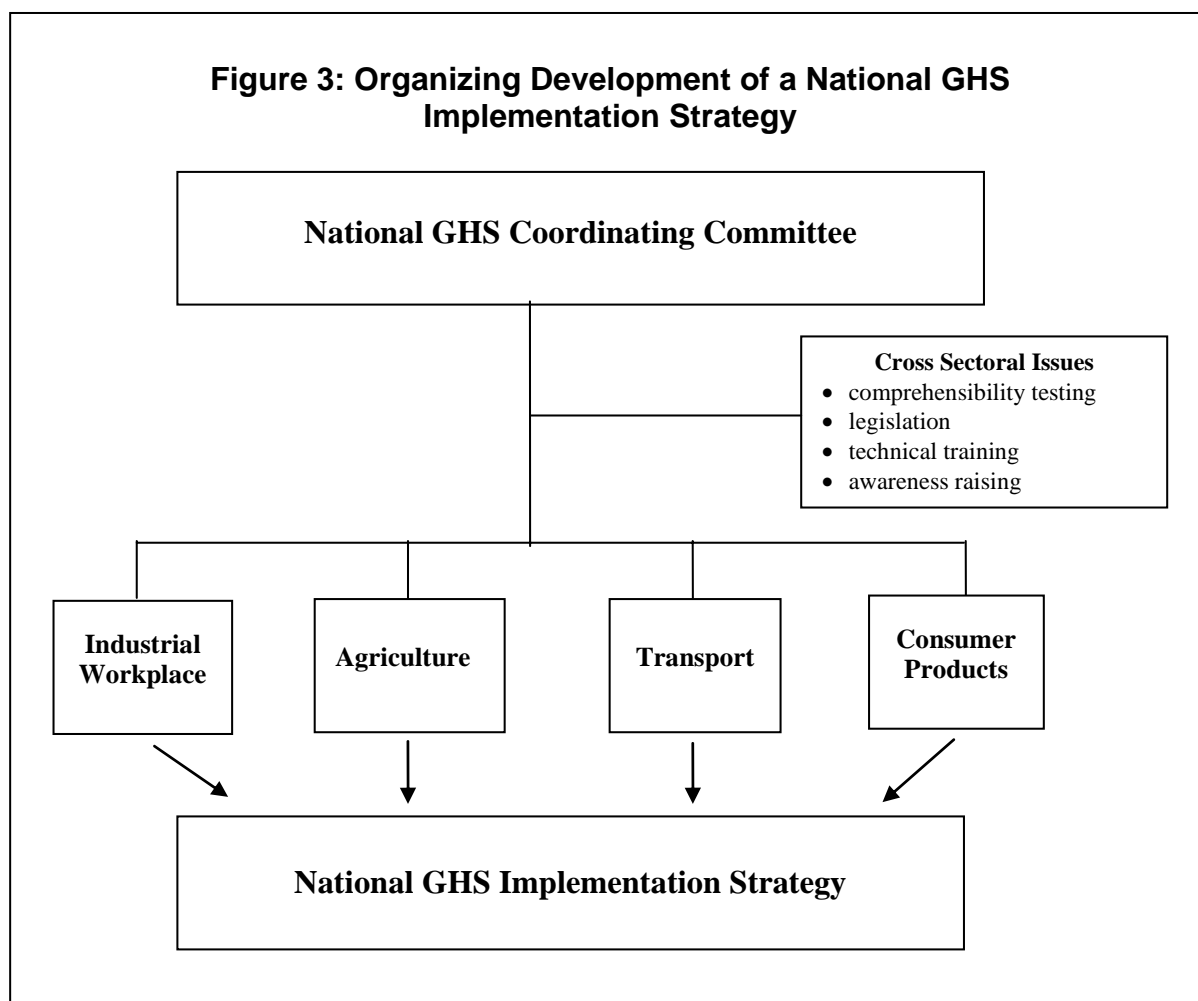 Figure 3: Organizing Development of a National GHS
Implementation Strategy
National GHS Coordinating Committee
Cross Sectoral Issues
• comprehensibility testing
• legislation
• technical training
• awareness raising
Industrial
Workplace
Agriculture
Transport
Consumer
Products
National GHS Implementation Strategy